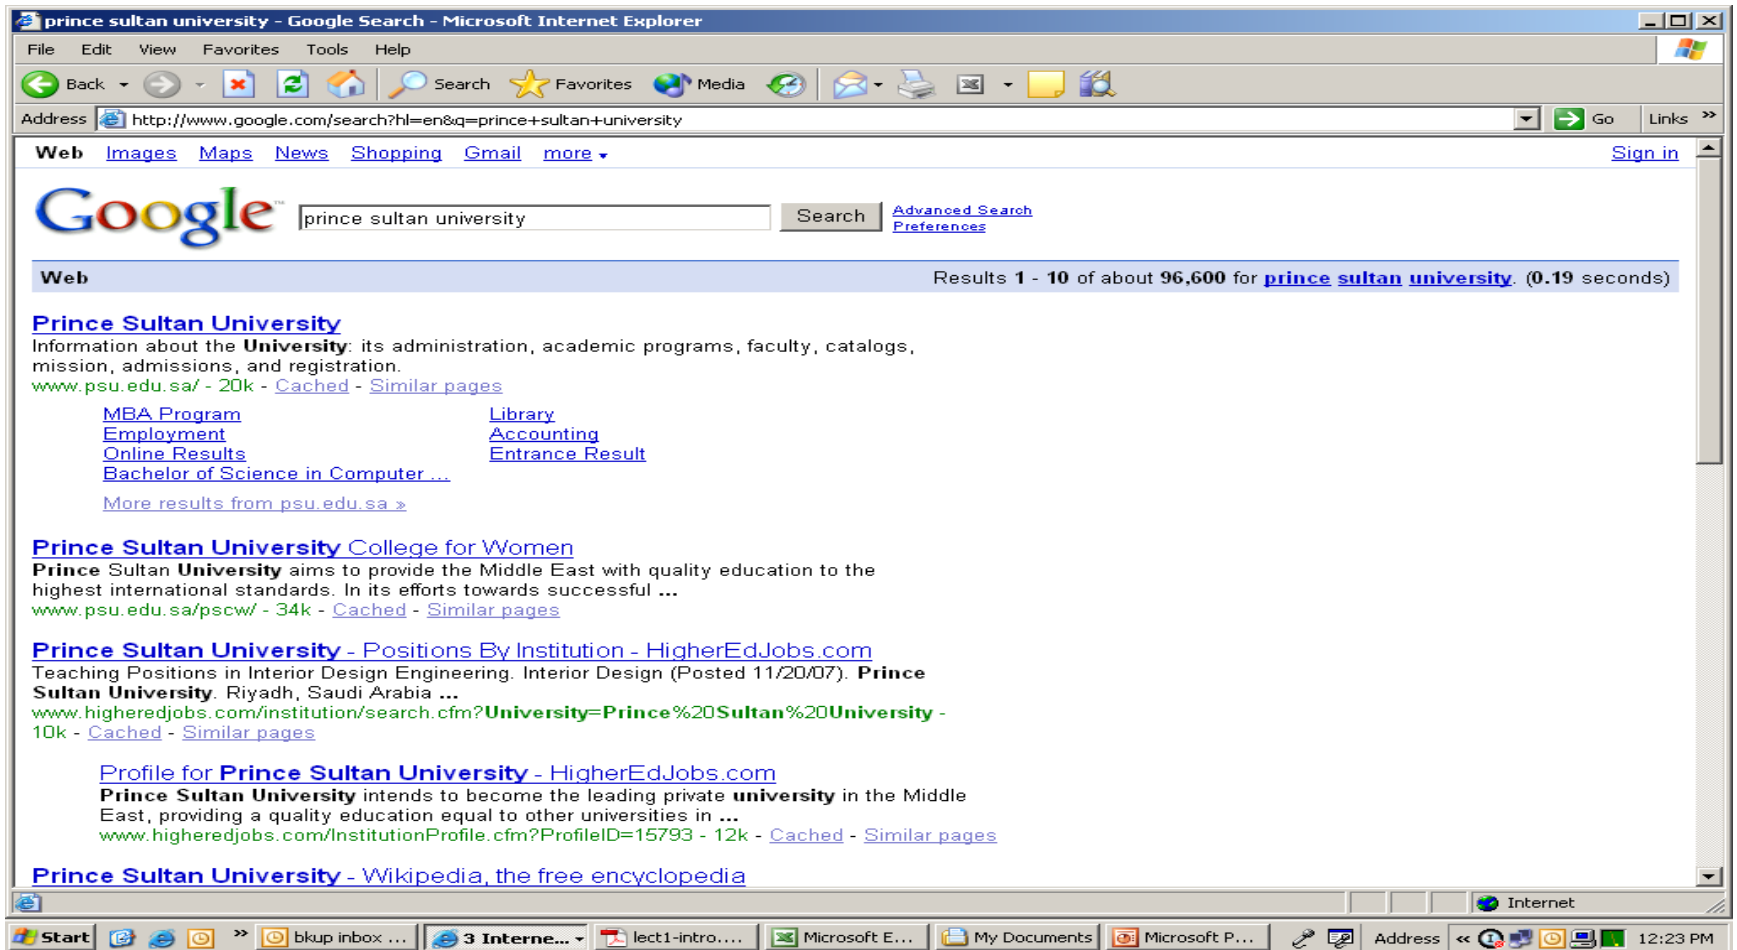 prince sultan university - Google Search - Microsoft Internet Explorer
File Edit View Favorites Tools Help
Back Search Favorites Media
Address http://www.google.com/search?hl=en&q=prince+sultan+university Go Links »
Web Images Maps News Shopping Gmail more Sign in
Google™ prince sultan university Search Advanced Search
Preferences
Web Results 1 - 10 of about 96,600 for prince sultan university. (0.19 seconds)
Prince Sultan University
Information about the University: its administration, academic programs, faculty, catalogs,
mission, admissions, and registration.
www.psu.edu.sa/ - 20k - Cached - Similar pages
MBA Program Library
Employment Accounting
Online Results Entrance Result
Bachelor of Science in Computer ...
More results from psu.edu.sa »
Prince Sultan University College for Women
Prince Sultan University aims to provide the Middle East with quality education to the
highest international standards. In its efforts towards successful ...
www.psu.edu.sa/pscw/ - 34k - Cached - Similar pages
Prince Sultan University - Positions By Institution - HigherEdJobs.com
Teaching Positions in Interior Design Engineering. Interior Design (Posted 11/20/07). Prince
Sultan University. Riyadh, Saudi Arabia ...
www.higheredjobs.com/institution/search.cfm?University=Prince%20Sultan%20University -
10k - Cached - Similar pages
Profile for Prince Sultan University - HigherEdJobs.com
Prince Sultan University intends to become the leading private university in the Middle
East, providing a quality education equal to other universities in ...
www.higheredjobs.com/InstitutionProfile.cfm?ProfileID=15793 - 12k - Cached - Similar pages
Prince Sultan University - Wikipedia, the free encyclopedia
Internet
Start » bkup inbox ... 3 Interne... lect1-intro.... Microsoft E... My Documents Microsoft P... Address « 12:23 PM